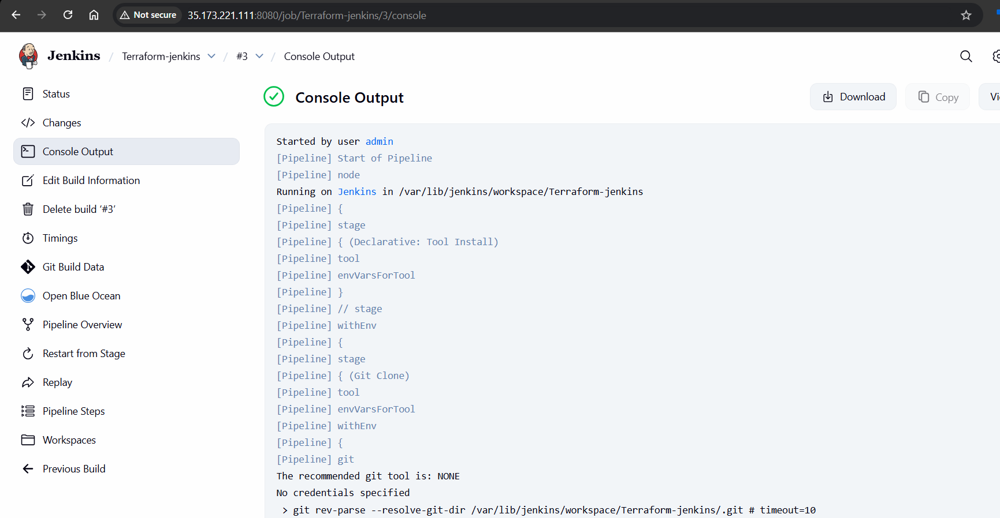 Not secure 35.173.221.111:8080/job/Terraform-jenkins/3/console
Jenkins / Terraform-jenkins / #3 / Console Output
Status
Changes
Console Output
Edit Build Information
Delete build ‘#3’
Timings
Git Build Data
Open Blue Ocean
Pipeline Overview
Restart from Stage
Replay
Pipeline Steps
Workspaces
Previous Build
Console Output
Download
Copy
Started by user admin
[Pipeline] Start of Pipeline
[Pipeline] node
Running on Jenkins in /var/lib/jenkins/workspace/Terraform-jenkins
[Pipeline] {
[Pipeline] stage
[Pipeline] { (Declarative: Tool Install)
[Pipeline] tool
[Pipeline] envVarsForTool
[Pipeline] }
[Pipeline] // stage
[Pipeline] withEnv
[Pipeline] {
[Pipeline] stage
[Pipeline] { (Git Clone)
[Pipeline] tool
[Pipeline] envVarsForTool
[Pipeline] withEnv
[Pipeline] {
[Pipeline] git
The recommended git tool is: NONE
No credentials specified
> git rev-parse --resolve-git-dir /var/lib/jenkins/workspace/Terraform-jenkins/.git # timeout=10